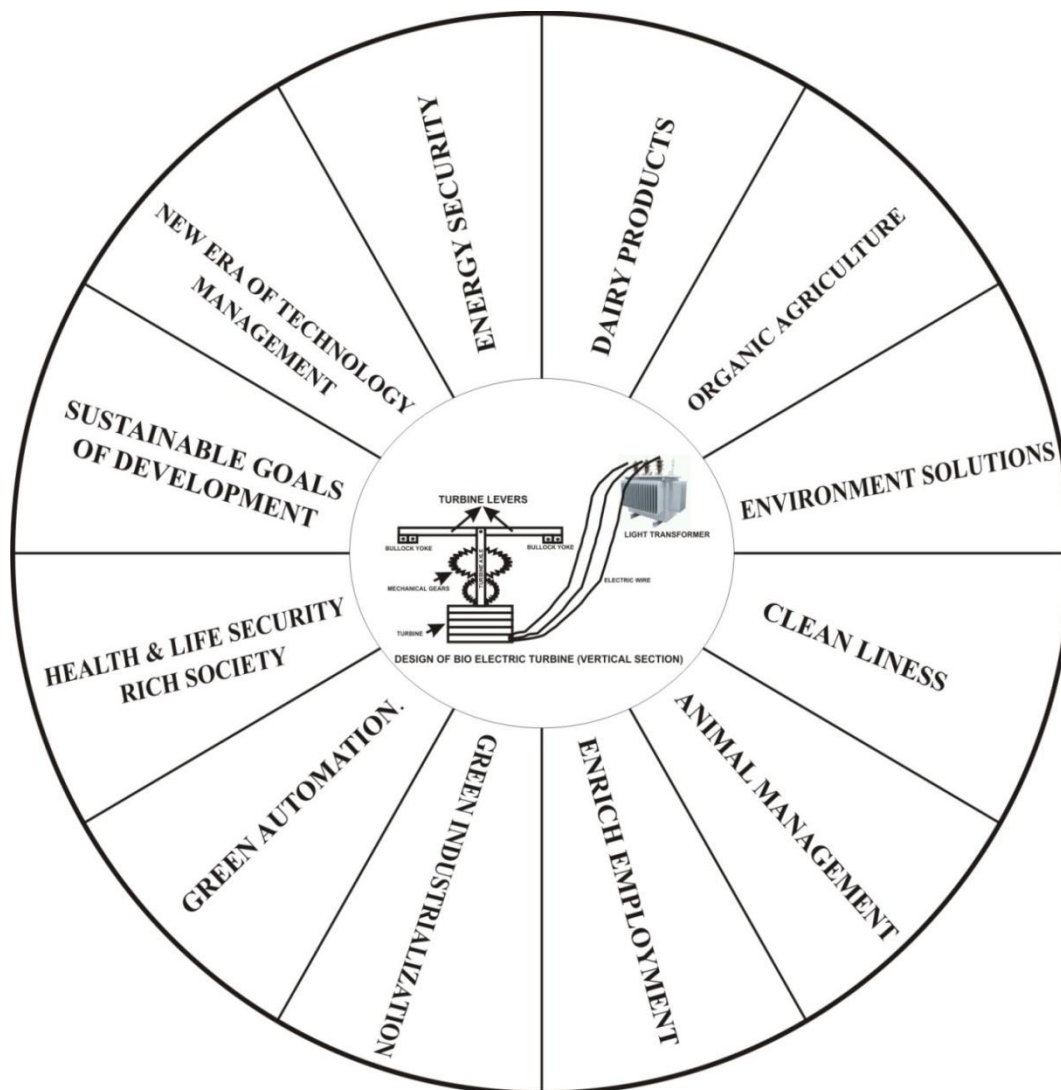 ENERGY SECURITY
DAIRY PRODUCTS
ORGANIC AGRICULTURE
ENVIRONMENT SOLUTIONS
CLEAN LINESS
ANIMAL MANAGEMENT
ENRICH EMPLOYMENT
GREEN INDUSTRIALIZATION
GREEN AUTOMATION.
HEALTH & LIFE SECURITY
RICH SOCIETY
SUSTAINABLE GOALS
OF DEVELOPMENT
NEW ERA OF TECHNOLOGY
MANAGEMENT
TURBINE LEVERS
BULLOCK YOKE
BULLOCK YOKE
TURBINE AXLE
MECHANICAL GEARS
TURBINE
LIGHT TRANSFORMER
ELECTRIC WIRE
DESIGN OF BIO ELECTRIC TURBINE (VERTICAL SECTION)